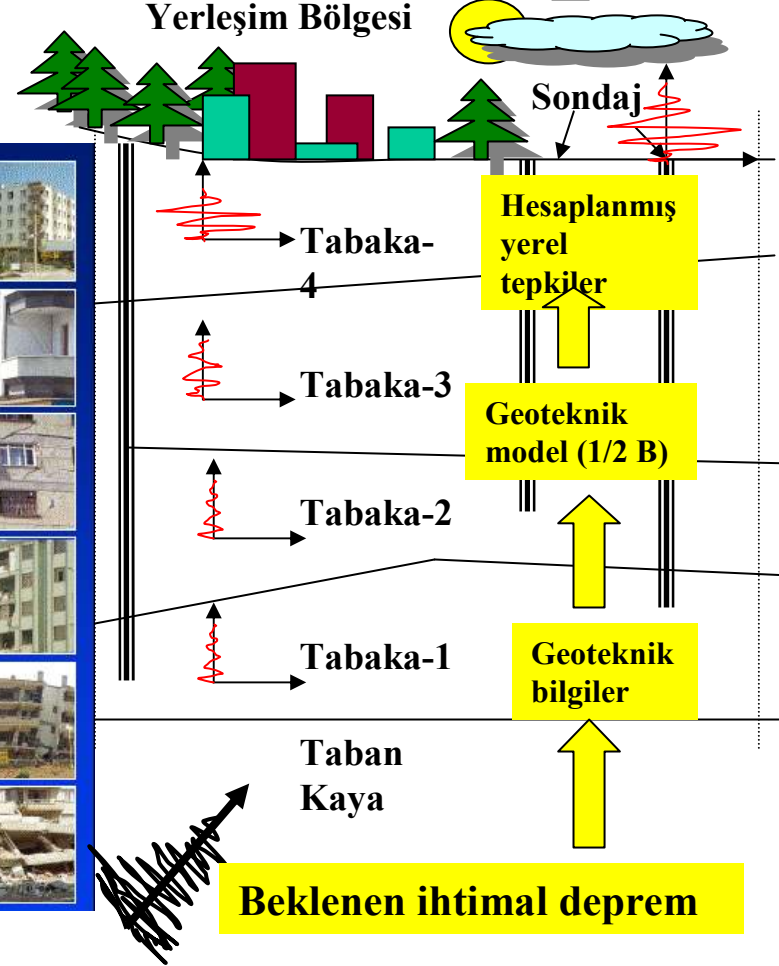 Yerleşim Bölgesi
Sondaj
Hesaplanmış
yerel
tepkiler
Tabaka-
4
Tabaka-3
Geoteknik
model (1/2 B)
Tabaka-2
Tabaka-1
Geoteknik
bilgiler
Taban
Kaya
Beklenen ihtimal deprem